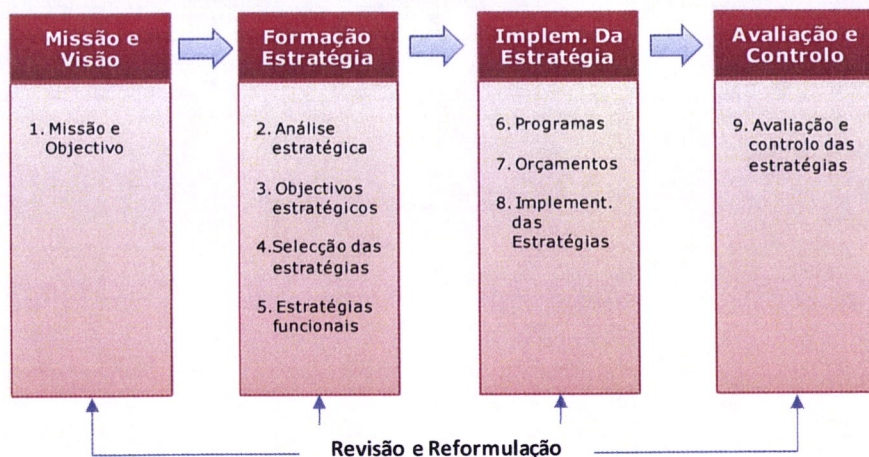 Missão e
Visão
Formação
Estratégia
Implem. Da
Estratégia
Avaliação e
Controlo
1. Missão e
Objectivo
2. Análise
estratégica
3. Objectivos
estratégicos
4.Selecção das
estratégias
5. Estratégias
funcionais
6. Programas
7. Orçamentos
8. Implement.
das
Estratégias
9. Avaliação e
controlo das
estratégias
Revisão e Reformulação